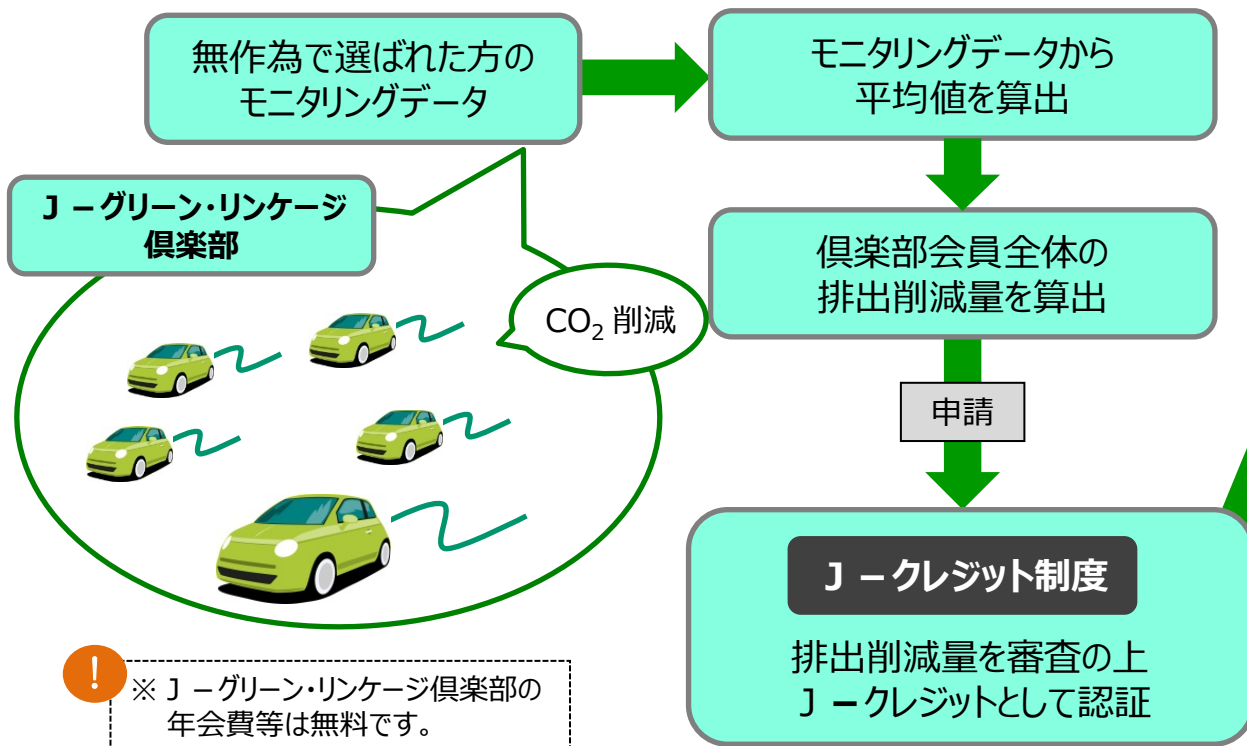 無作為で選ばれた方の
モニタリングデータ
モニタリングデータから
平均値を算出
J－グリーン・リンケージ
倶楽部
倶楽部会員全体の
排出削減量を算出
CO₂ 削減
申請
J－クレジット制度
排出削減量を審査の上
J－クレジットとして認証
!
※ J－グリーン・リンケージ倶楽部の
年会費等は無料です。